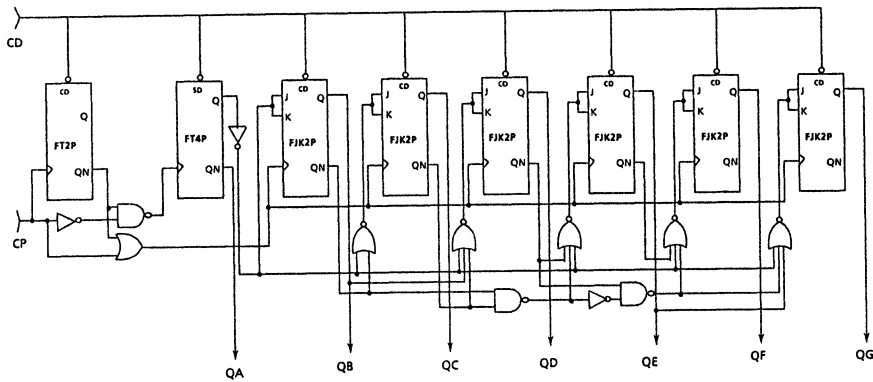 CD
CD
Q
FT2P
QN
SD
Q
FT4P
QN
CD
J
Q
K
FJK2P
QN
CD
J
Q
K
FJK2P
QN
CD
J
Q
K
FJK2P
QN
CD
J
Q
K
FJK2P
QN
CD
J
Q
K
FJK2P
QN
CD
J
Q
K
FJK2P
QN
CP
QA
QB
QC
QD
QE
QF
QG